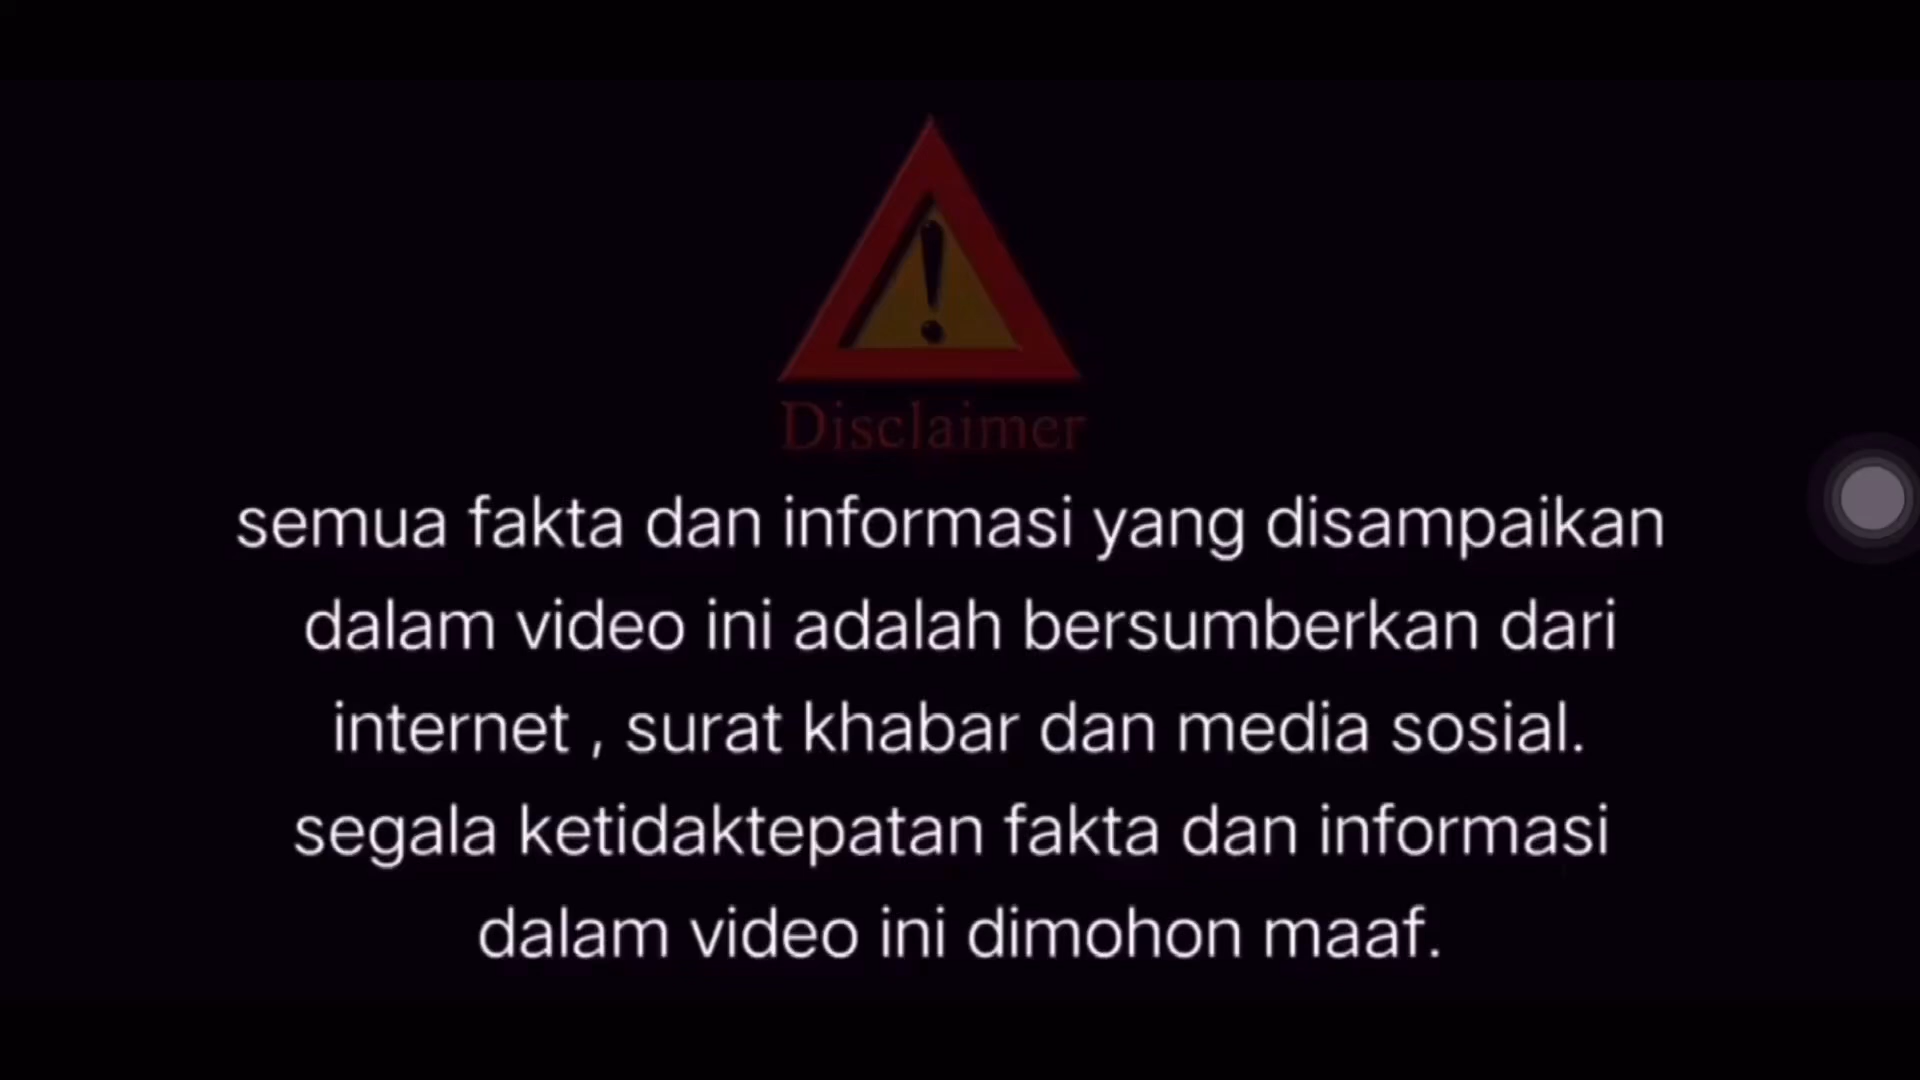 Disclaimer
semua fakta dan informasi yang disampaikan
dalam video ini adalah bersumberkan dari
internet , surat khabar dan media sosial.
segala ketidaktepatan fakta dan informasi
dalam video ini dimohon maaf.